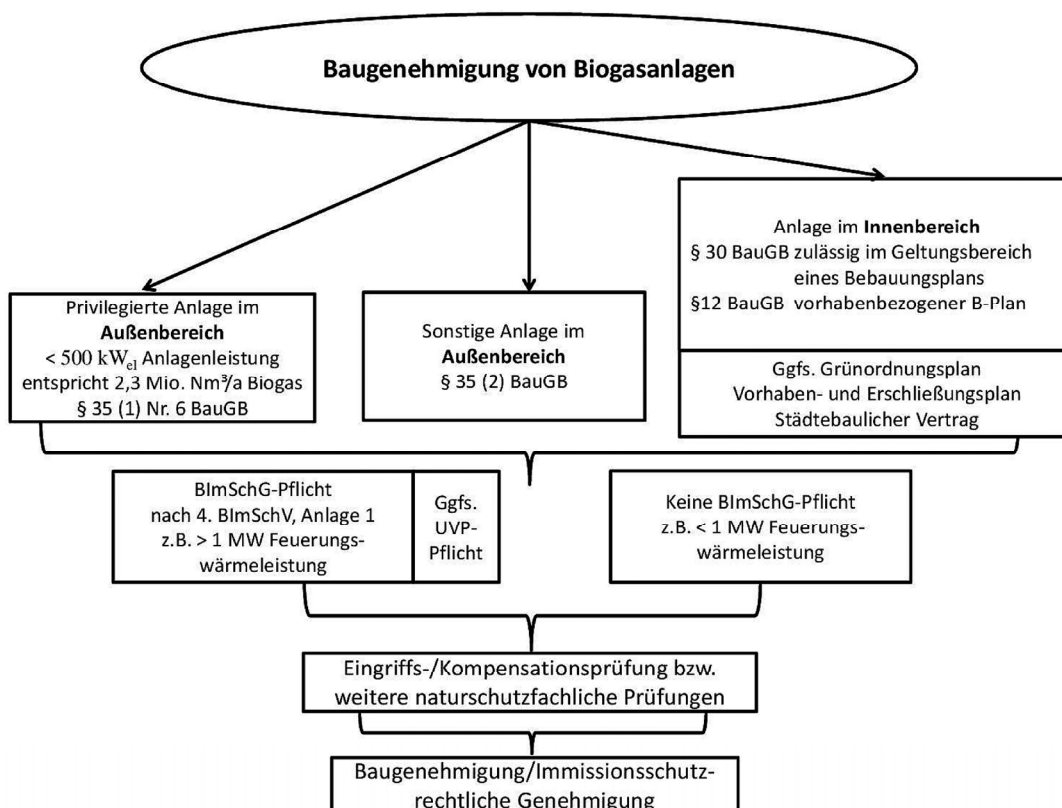 Baugenehmigung von Biogasanlagen
Privilegierte Anlage im
Außenbereich
< 500 kWel Anlagenleistung
entspricht 2,3 Mio. Nm³/a Biogas
§ 35 (1) Nr. 6 BauGB
Sonstige Anlage im
Außenbereich
§ 35 (2) BauGB
Anlage im Innenbereich
§ 30 BauGB zulässig im Geltungsbereich
eines Bebauungsplans
§12 BauGB vorhabenbezogener B-Plan
Ggfs. Grünordnungsplan
Vorhaben- und Erschließungsplan
Städtebaulicher Vertrag
BImSchG-Pflicht
nach 4. BImSchV, Anlage 1
z.B. > 1 MW Feuerungs-
wärmeleistung
Ggfs.
UVP-
Pflicht
Keine BImSchG-Pflicht
z.B. < 1 MW Feuerungs-
wärmeleistung
Eingriffs-/Kompensationsprüfung bzw.
weitere naturschutzfachliche Prüfungen
Baugenehmigung/Immissionsschutz-
rechtliche Genehmigung